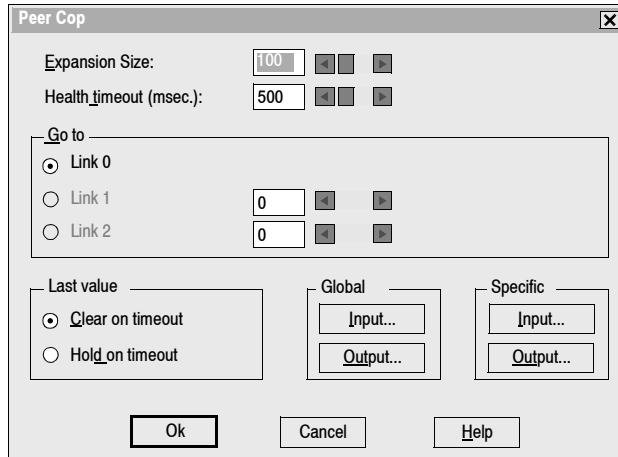 Peer Cop
Expansion Size: 100
Health timeout (msec.): 500
Go to
Link 0
Link 1 0
Link 2 0
Last value
Clear on timeout
Hold on timeout
Global
Input...
Output...
Specific
Input...
Output...
Ok Cancel Help